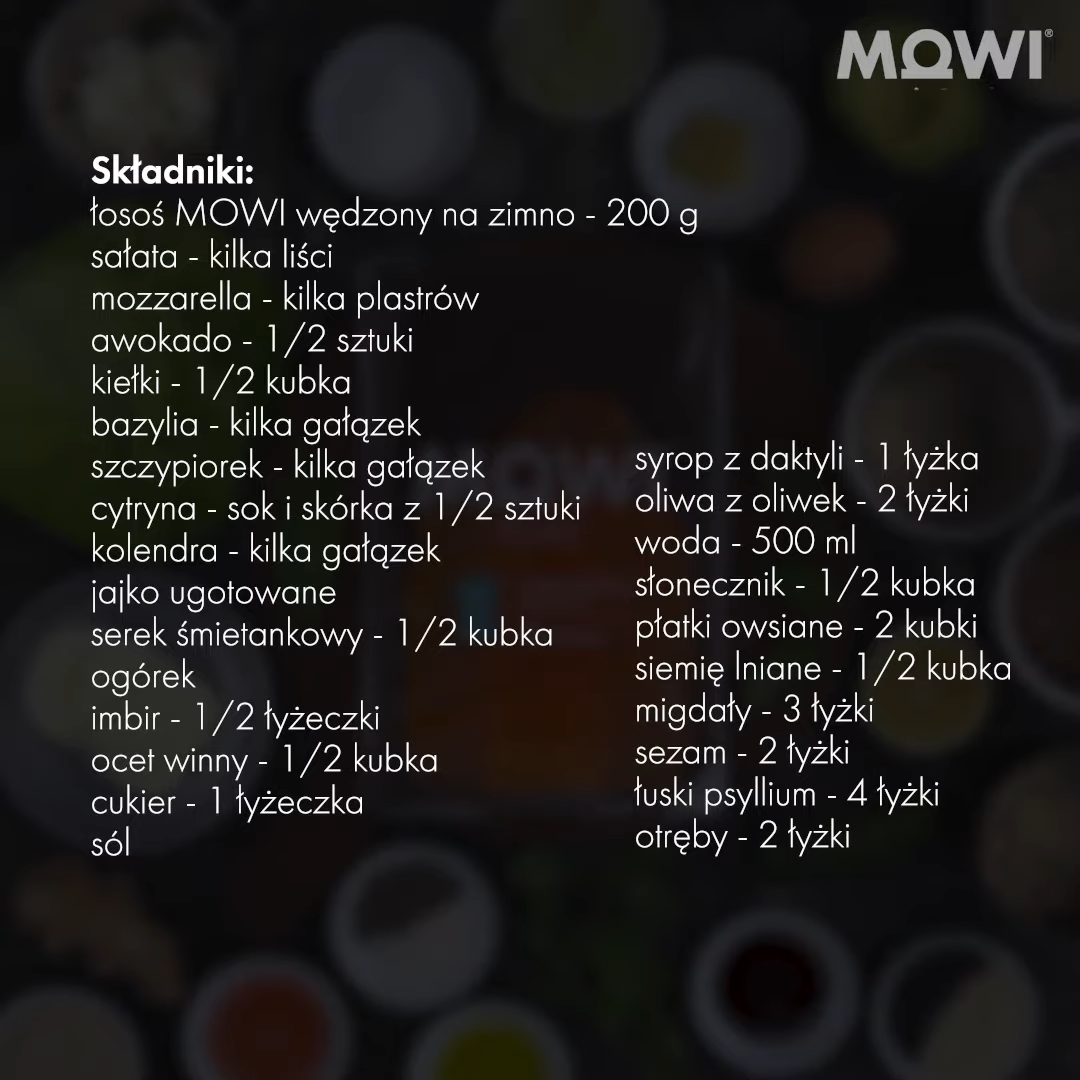 MOWI®
Składniki:
łosoś MOWI wędzony na zimno - 200 g
sałata - kilka liści
mozzarella - kilka plastrów
awokado - 1/2 sztuki
kiełki - 1/2 kubka
bazylia - kilka gałązek
szczypiorek - kilka gałązek
cytryna - sok i skórka z 1/2 sztuki
kolendra - kilka gałązek
jajko ugotowane
serek śmietankowy - 1/2 kubka
ogórek
imbir - 1/2 łyżeczki
ocet winny - 1/2 kubka
cukier - 1 łyżeczka
sól
syrop z daktyli - 1 łyżka
oliwa z oliwek - 2 łyżki
woda - 500 ml
słonecznik - 1/2 kubka
płatki owsiane - 2 kubki
siemię lniane - 1/2 kubka
migdały - 3 łyżki
sezam - 2 łyżki
łuski psyllium - 4 łyżki
otręby - 2 łyżki